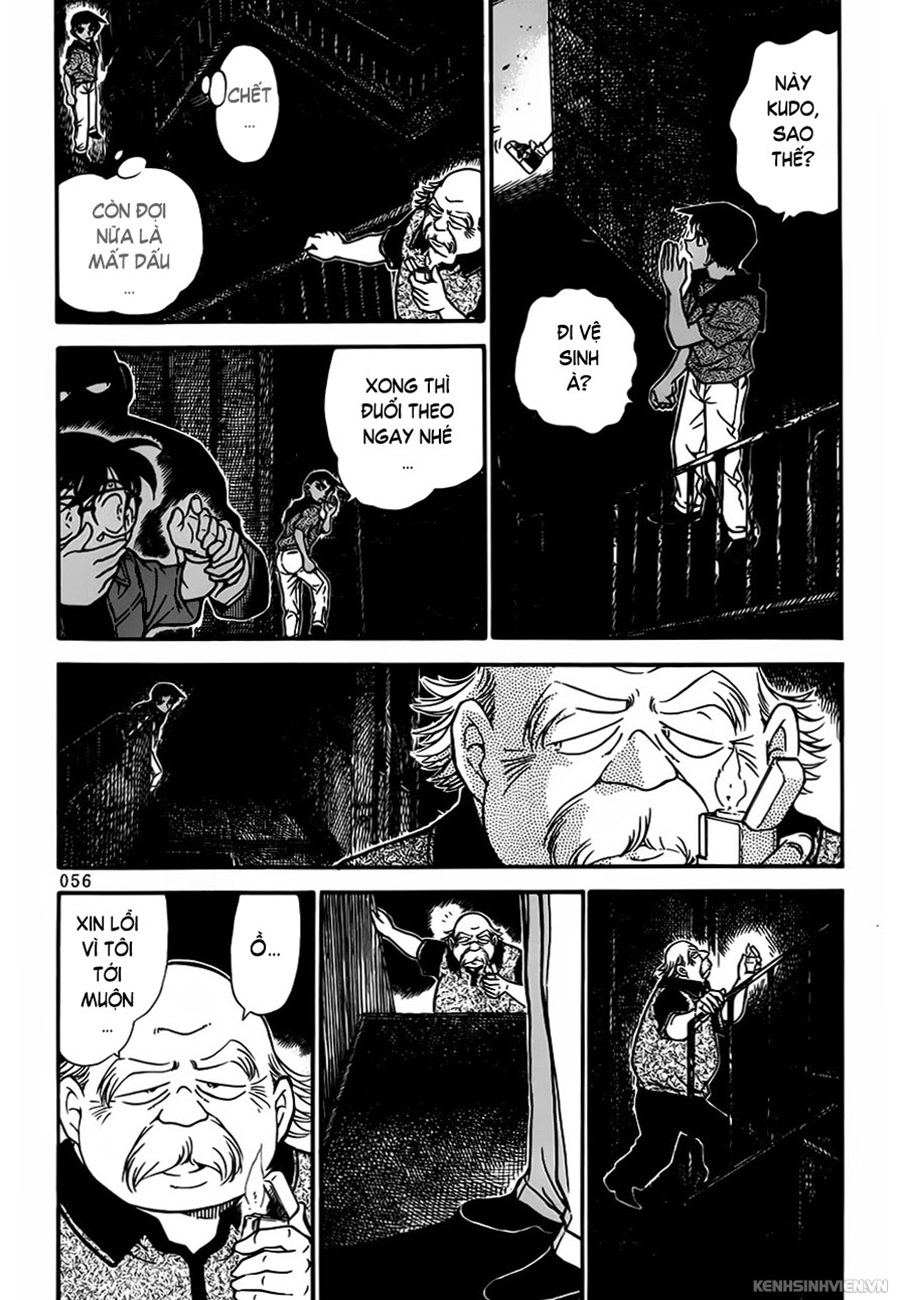 NÀY
KUDO,
SAO
THẾ?
ĐI VỆ
SINH
À?
CHẾT
...
CÒN ĐỢI
NỮA LÀ
MẤT DẤU
...
XONG THÌ
ĐUỔI THEO
NGAY NHÉ
...
056
Ồ...
XIN LỔI
VÌ TÔI
TỚI
MUỘN
...
KENHSINHVIEN.VN